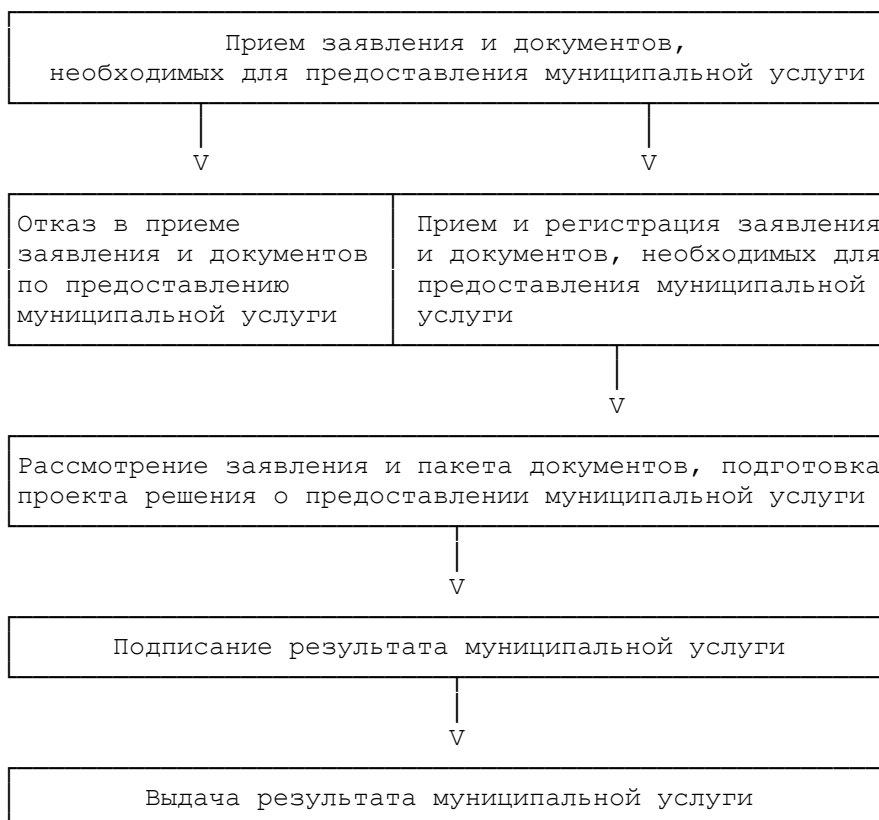 Прием заявления и документов,
необходимых для предоставления муниципальной услуги
V
V
Отказ в приеме
заявления и документов
по предоставлению
муниципальной услуги
Прием и регистрация заявления
и документов, необходимых для
предоставления муниципальной
услуги
V
Рассмотрение заявления и пакета документов, подготовка
проекта решения о предоставлении муниципальной услуги
V
Подписание результата муниципальной услуги
V
Выдача результата муниципальной услуги